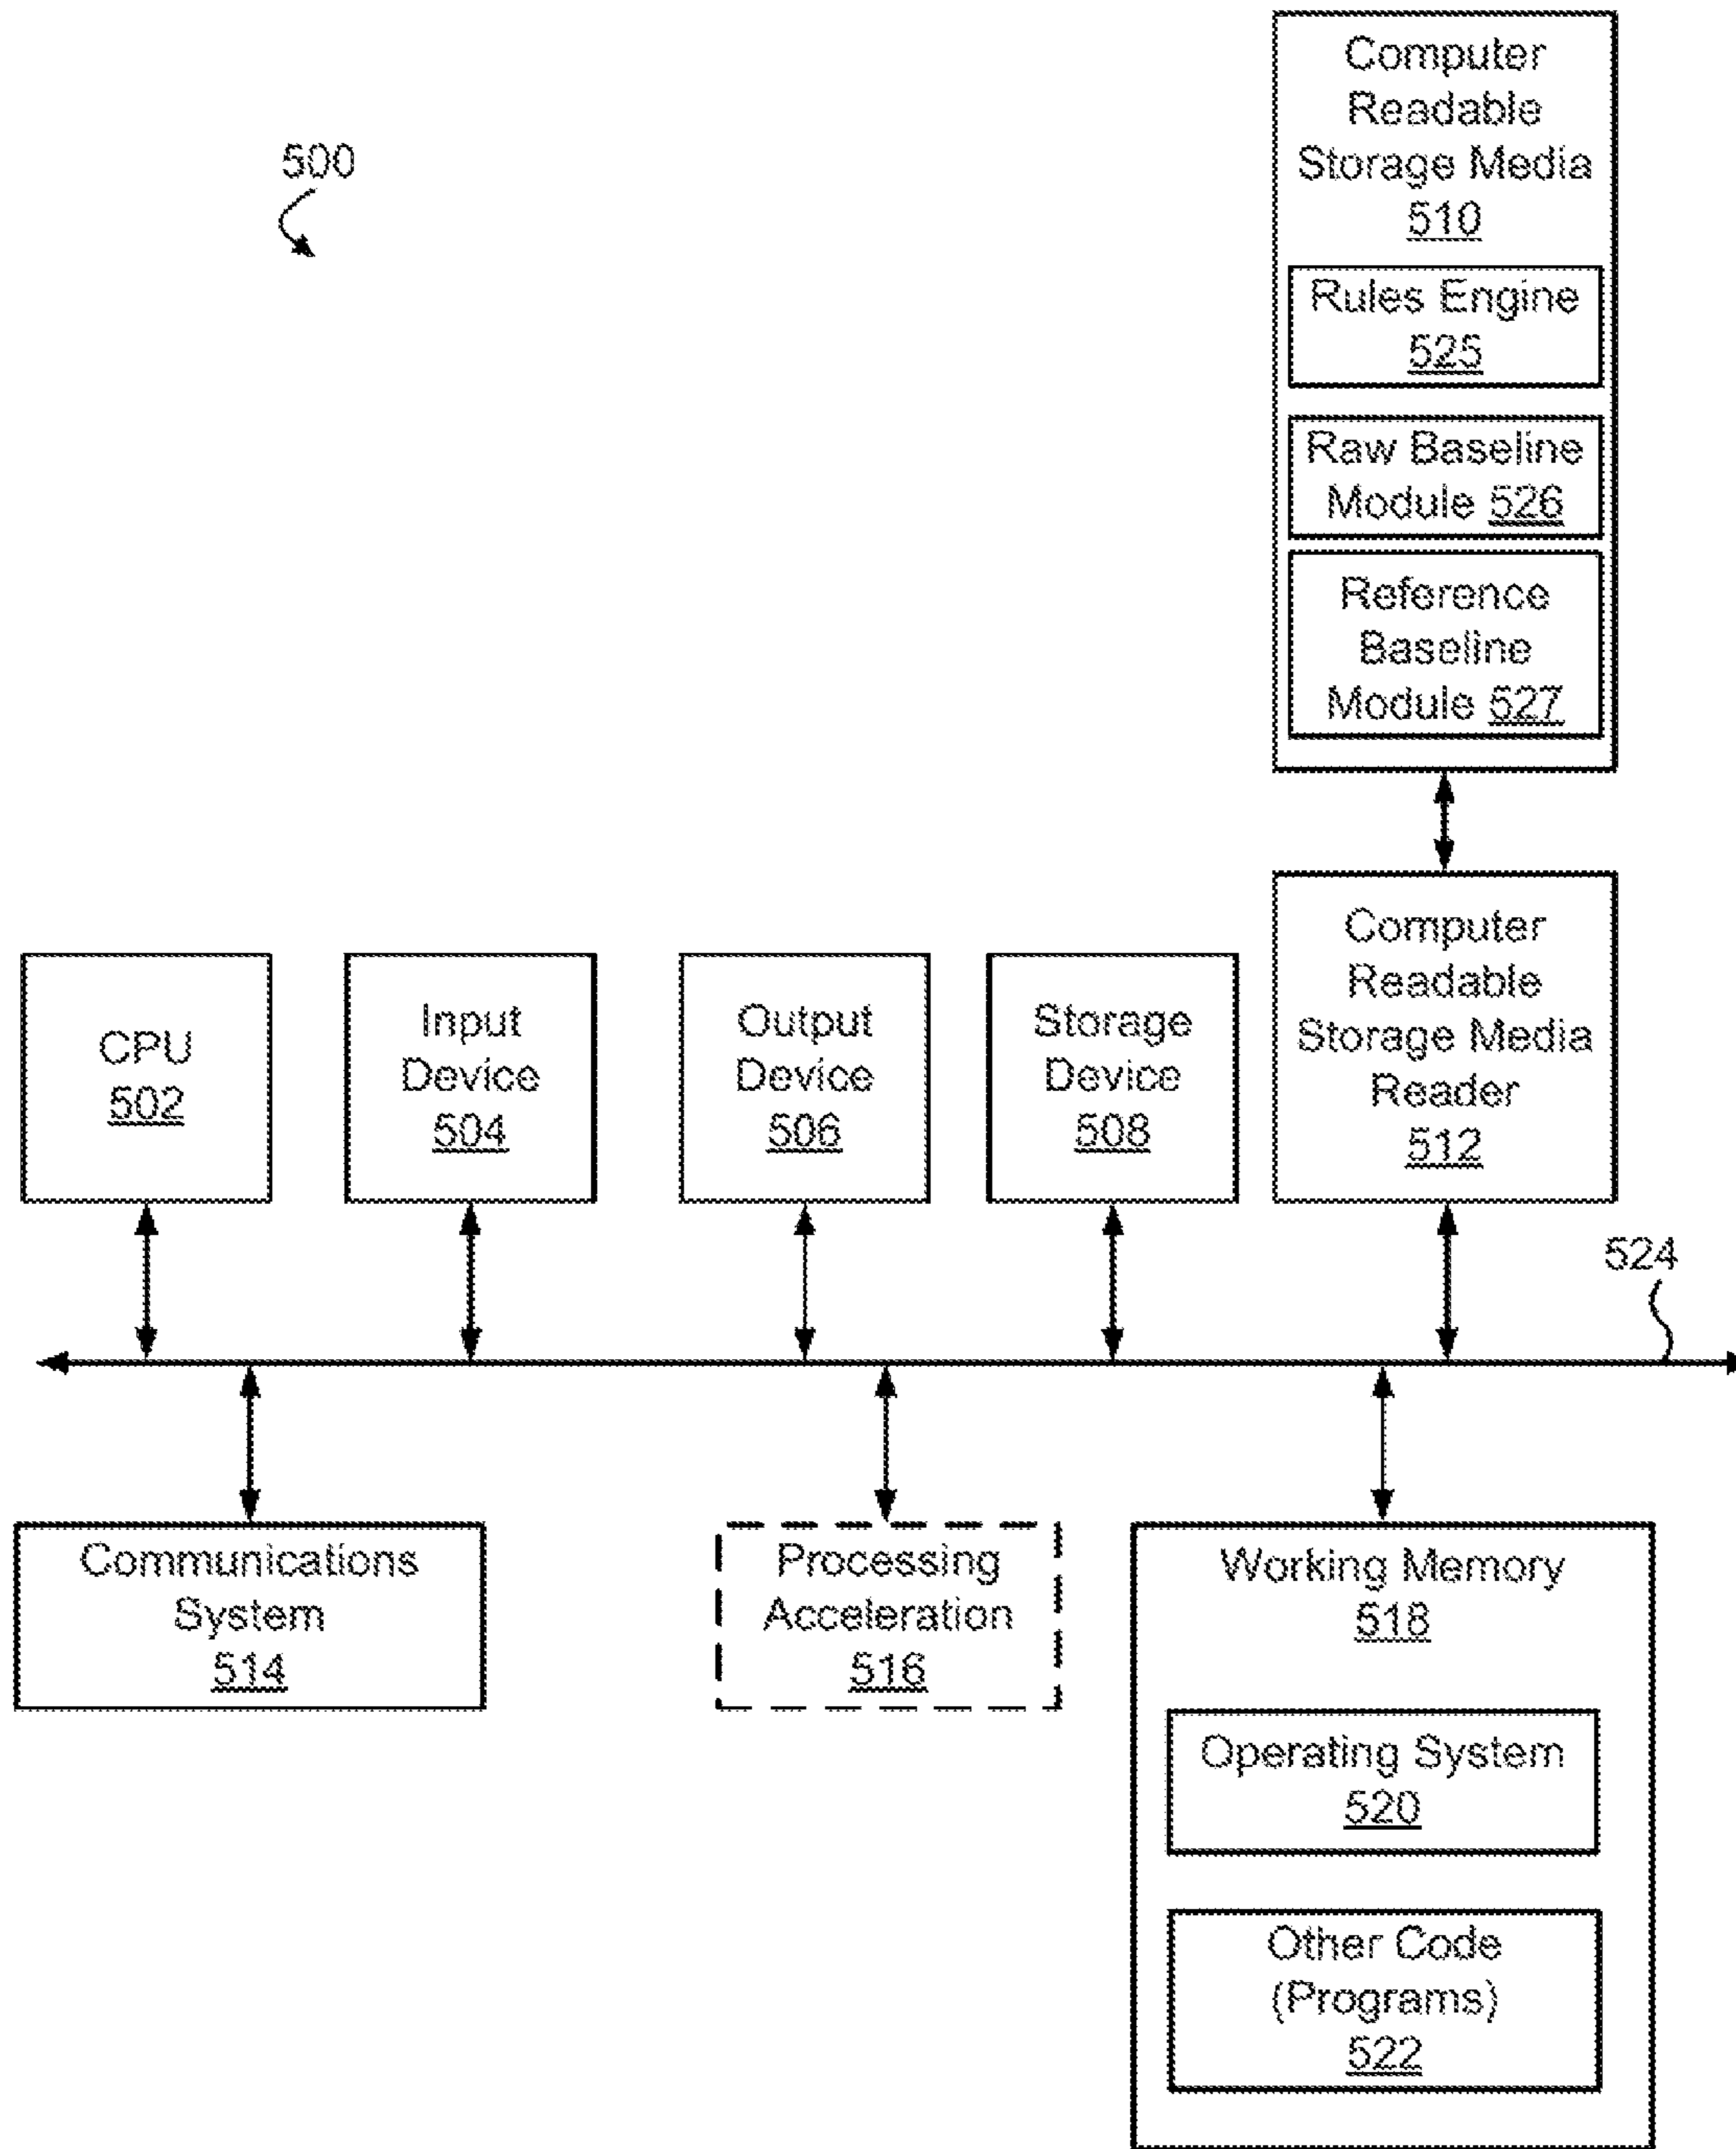 500
Computer
Readable
Storage Media
510
Rules Engine
525
Raw Baseline
Module 526
Reference
Baseline
Module 527
CPU
502
Input
Device
504
Output
Device
506
Storage
Device
508
Computer
Readable
Storage Media
Reader
512
524
Communications
System
514
Processing
Acceleration
516
Working Memory
518
Operating System
520
Other Code
(Programs)
522